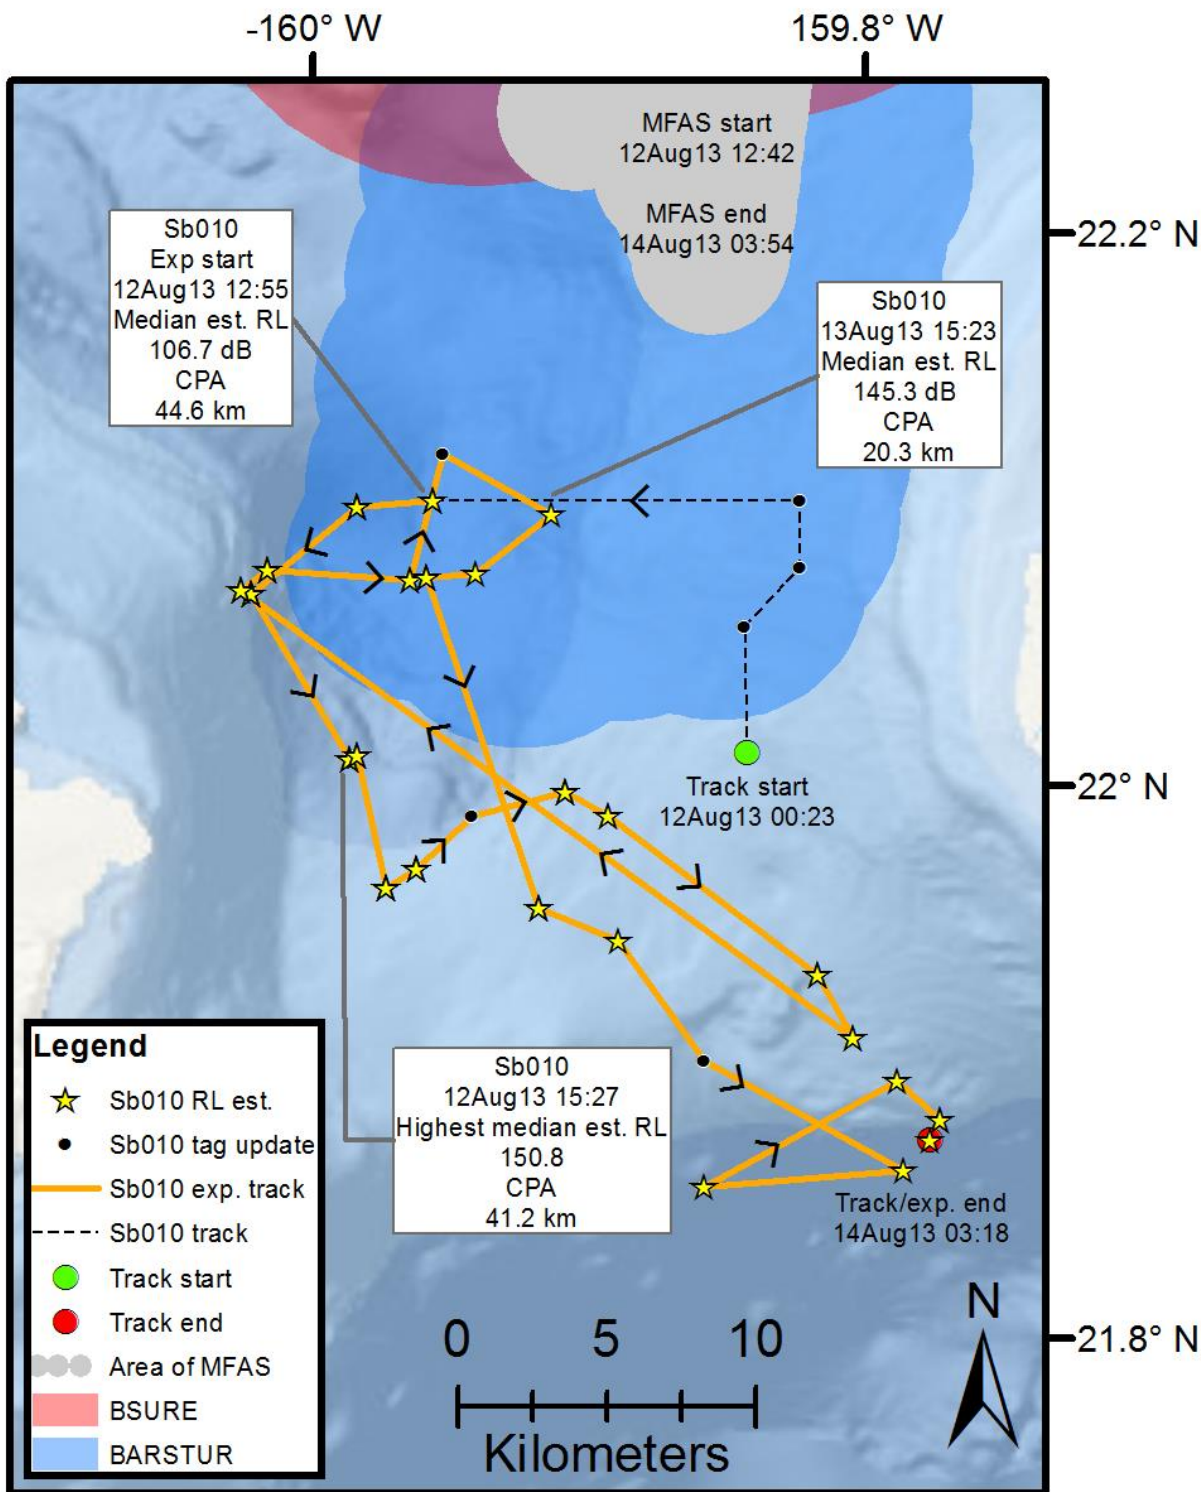 -160° W
159.8° W
MFAS start
12Aug13 12:42
MFAS end
14Aug13 03:54
22.2° N
Sb010
Exp start
12Aug13 12:55
Median est. RL
106.7 dB
CPA
44.6 km
Sb010
13Aug13 15:23
Median est. RL
145.3 dB
CPA
20.3 km
22° N
Track start
12Aug13 00:23
Sb010
12Aug13 15:27
Highest median est. RL
150.8
CPA
41.2 km
Track/exp. end
14Aug13 03:18
Legend
Sb010 RL est.
Sb010 tag update
Sb010 exp. track
Sb010 track
Track start
Track end
Area of MFAS
BSURE
BARSTUR
0 5 10
Kilometers
N
21.8° N